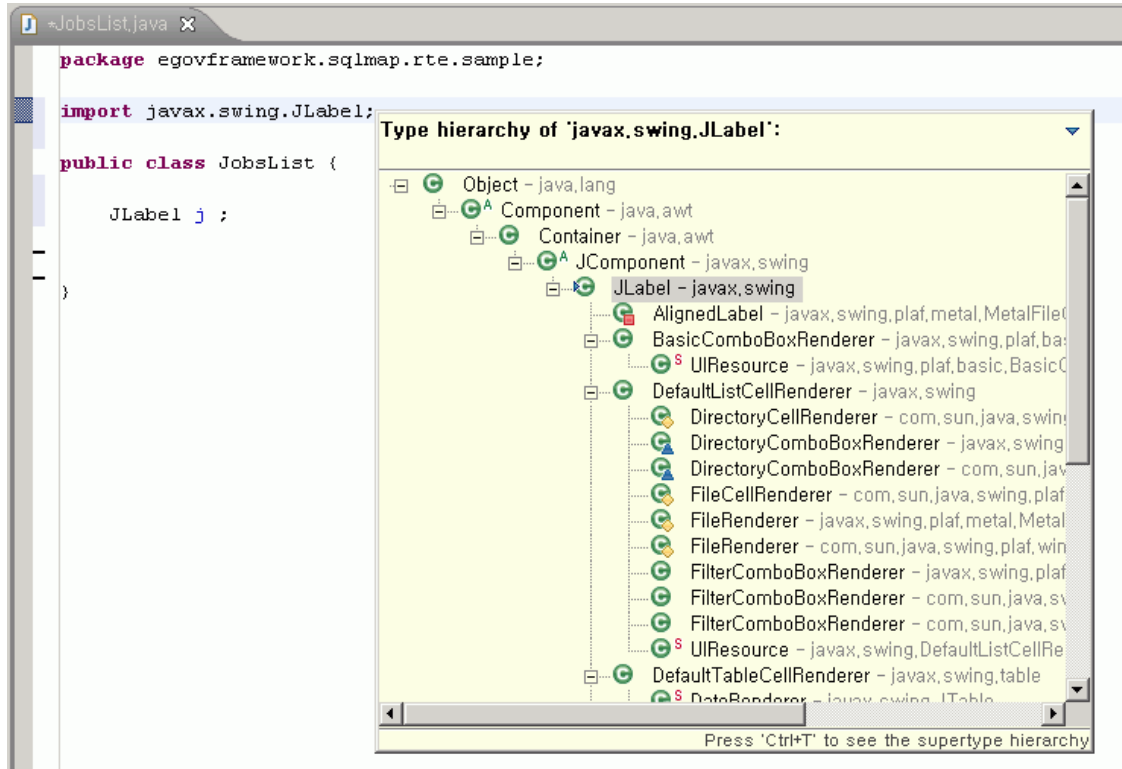 *JobsList.java
package egovframework.sqlmap.rte.sample;
import javax.swing.JLabel;
public class JobsList {
JLabel j ;
}
Type hierarchy of 'javax.swing.JLabel':
Object - java.lang
A Component - java.awt
Container - java.awt
A JComponent - javax.swing
JLabel - javax.swing
AlignedLabel - javax.swing.plaf.metal.MetalFile
BasicComboBoxRenderer - javax.swing.plaf.ba
S UIResource - javax.swing.plaf.basic.Basic
DefaultListCellRenderer - javax.swing
DirectoryCellRenderer - com.sun.java.swin
DirectoryComboBoxRenderer - javax.swing
DirectoryComboBoxRenderer - com.sun.jav
FileCellRenderer - com.sun.java.swing.plaf
FileRenderer - javax.swing.plaf.metal.Metal
FileRenderer - com.sun.java.swing.plaf.win
FilterComboBoxRenderer - javax.swing.plaf
FilterComboBoxRenderer - com.sun.java.sv
FilterComboBoxRenderer - com.sun.java.sv
S UIResource - javax.swing.DefaultListCellRe
DefaultTableCellRenderer - javax.swing.table
S DateRenderer - javax.swing.JTable
Press 'Ctrl+T' to see the supertype hierarchy